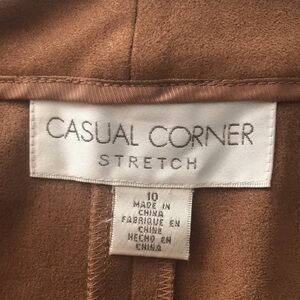 CASUAL CORNER
STRETCH
10
MADE IN
CHINA
FABRIQUE EN
CHINE
HECHO EN
CHINA